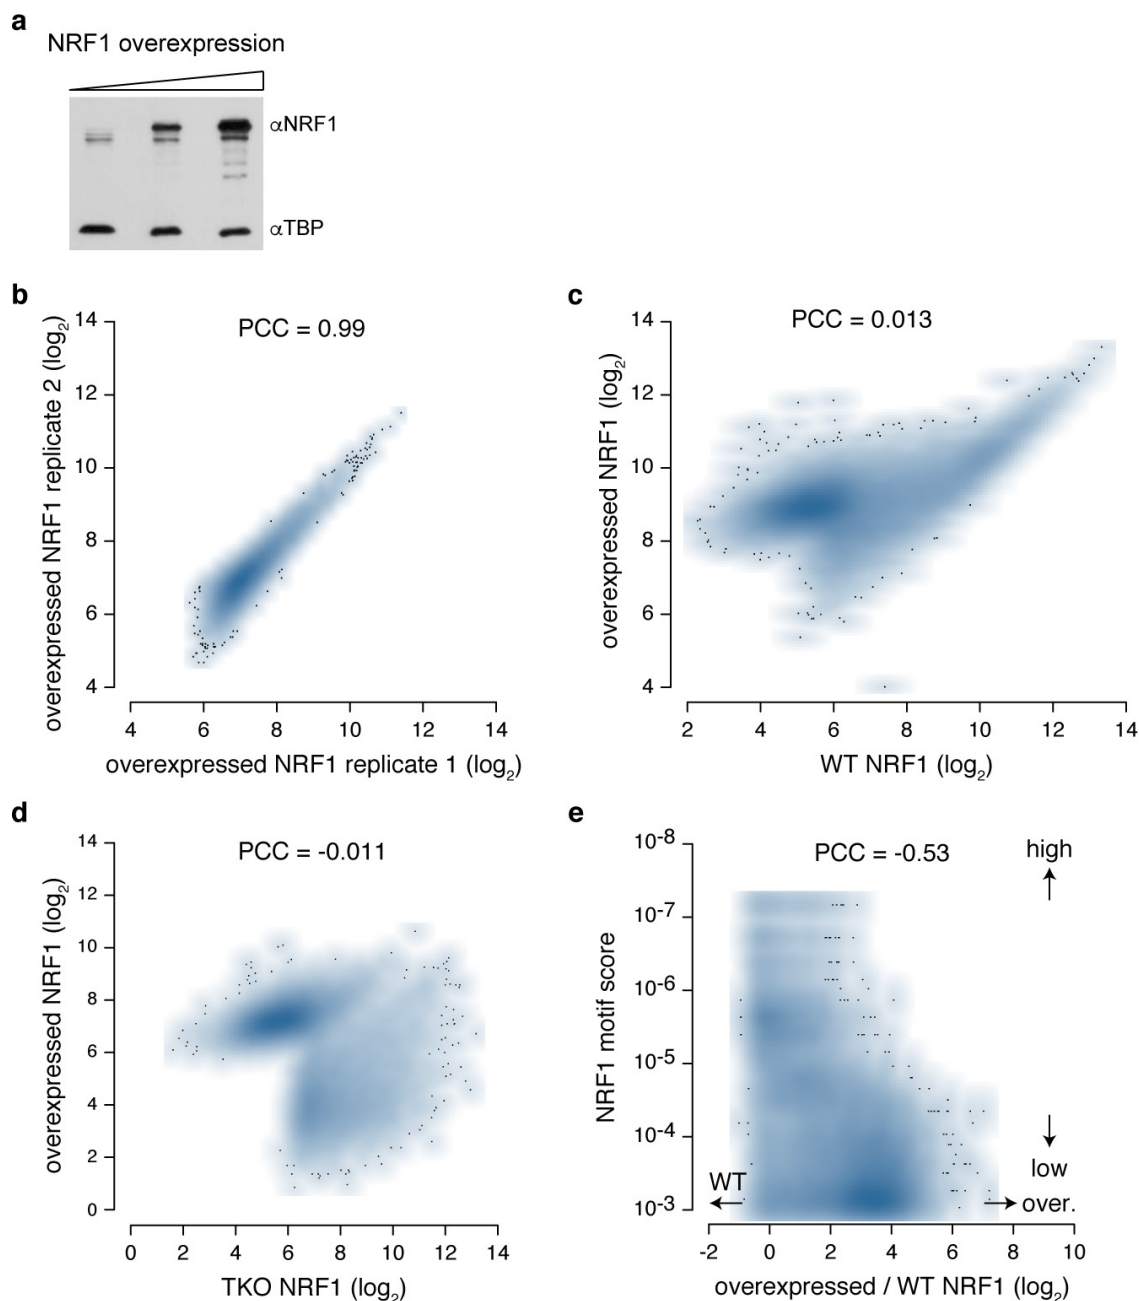 a
NRF1 overexpression
αNRF1
αTBP
b
PCC = 0.99
overexpressed NRF1 replicate 2 (log₂)
14
12
10
8
6
4
4 6 8 10 12 14
overexpressed NRF1 replicate 1 (log₂)
c
PCC = 0.013
overexpressed NRF1 (log₂)
14
12
10
8
6
4
2 4 6 8 10 12 14
WT NRF1 (log₂)
d
PCC = -0.011
overexpressed NRF1 (log₂)
14
12
10
8
6
4
2
0
0 2 4 6 8 10 12 14
TKO NRF1 (log₂)
e
PCC = -0.53
high
NRF1 motif score
10⁻⁸
10⁻⁷
10⁻⁶
10⁻⁵
10⁻⁴
10⁻³
low
WT
over.
-2 0 2 4 6 8 10
overexpressed / WT NRF1 (log₂)